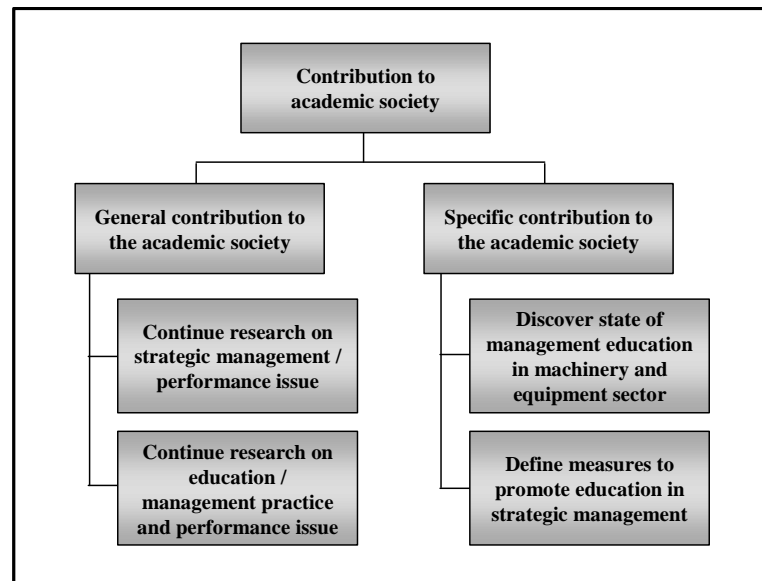 Contribution to
academic society
General contribution to
the academic society
Continue research on
strategic management /
performance issue
Continue research on
education /
management practice
and performance issue
Specific contribution to
the academic society
Discover state of
management education
in machinery and
equipment sector
Define measures to
promote education in
strategic management